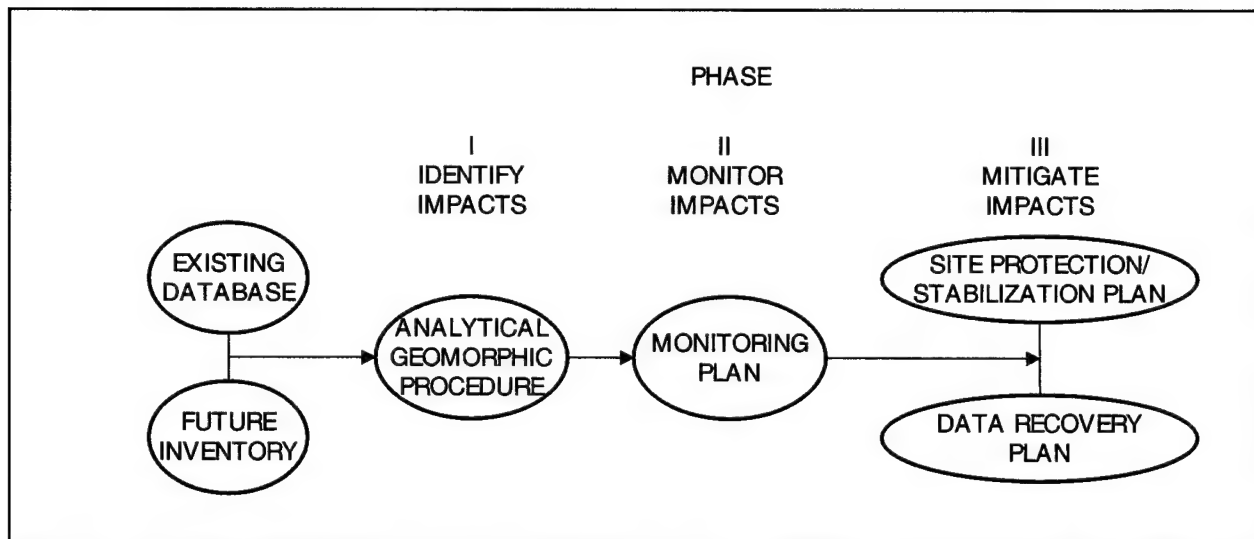 PHASE
I
IDENTIFY
IMPACTS
II
MONITOR
IMPACTS
III
MITIGATE
IMPACTS
EXISTING
DATABASE
FUTURE
INVENTORY
ANALYTICAL
GEOMORPHIC
PROCEDURE
MONITORING
PLAN
SITE PROTECTION/
STABILIZATION PLAN
DATA RECOVERY
PLAN